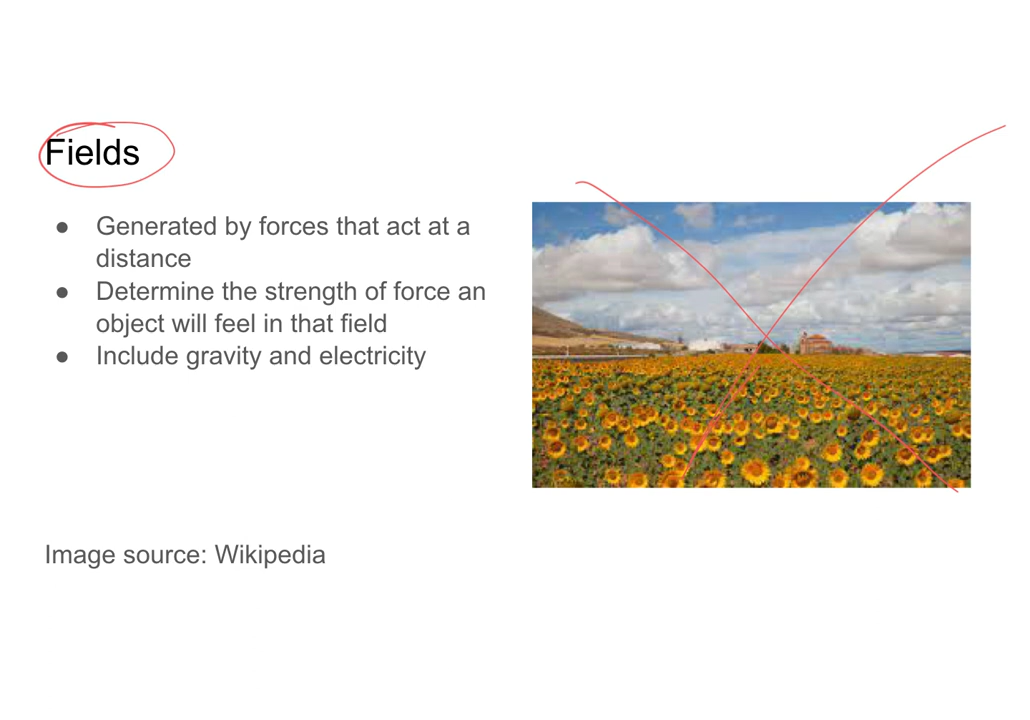 Fields
● Generated by forces that act at a
distance
● Determine the strength of force an
object will feel in that field
● Include gravity and electricity
Image source: Wikipedia